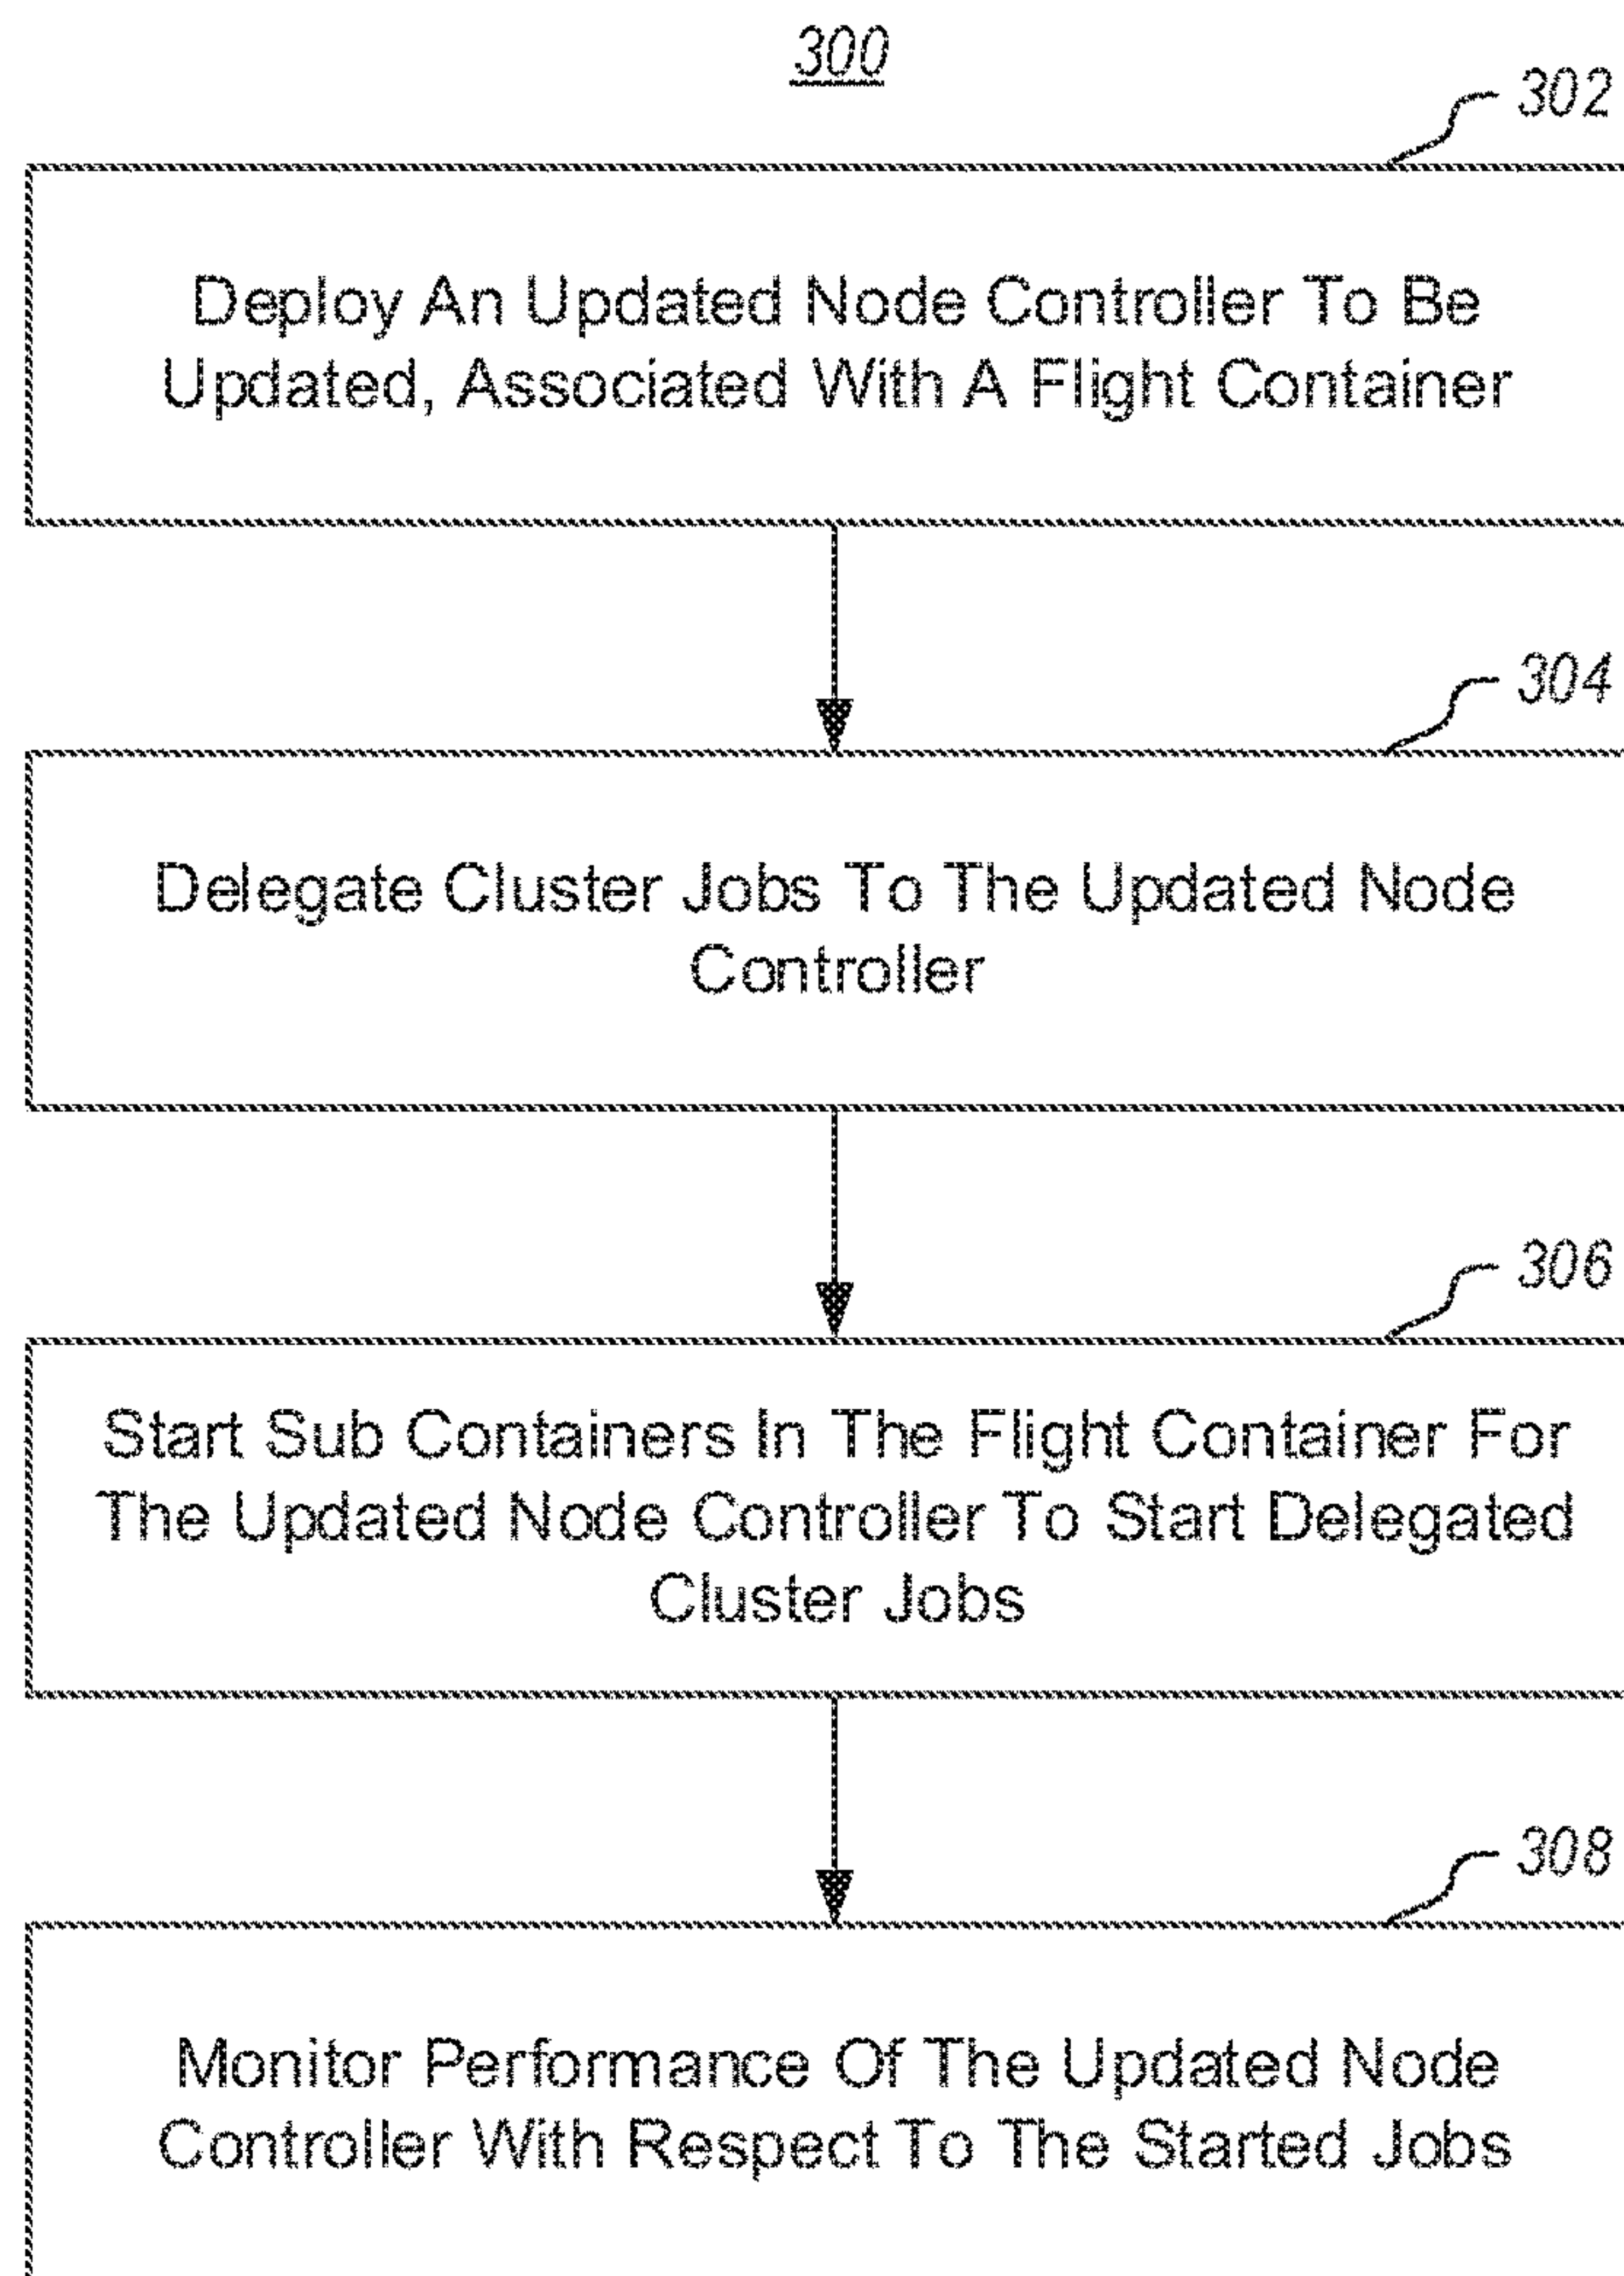 300
302
Deploy An Updated Node Controller To Be
Updated, Associated With A Flight Container
304
Delegate Cluster Jobs To The Updated Node
Controller
306
Start Sub Containers In The Flight Container For
The Updated Node Controller To Start Delegated
Cluster Jobs
308
Monitor Performance Of The Updated Node
Controller With Respect To The Started Jobs